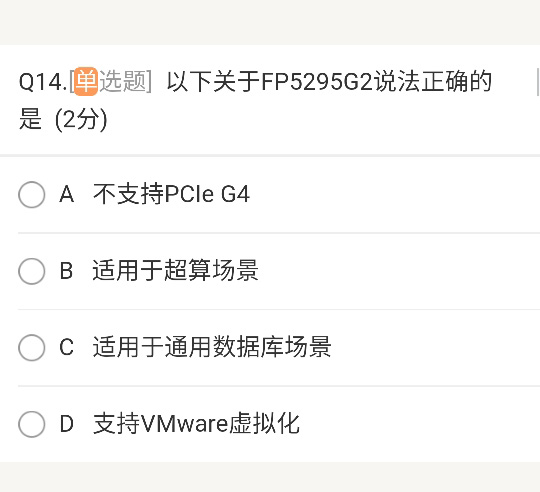 Q14.[单选题] 以下关于FP5295G2说法正确的
是 (2分)
A 不支持PCIe G4
B 适用于超算场景
C 适用于通用数据库场景
D 支持VMware虚拟化